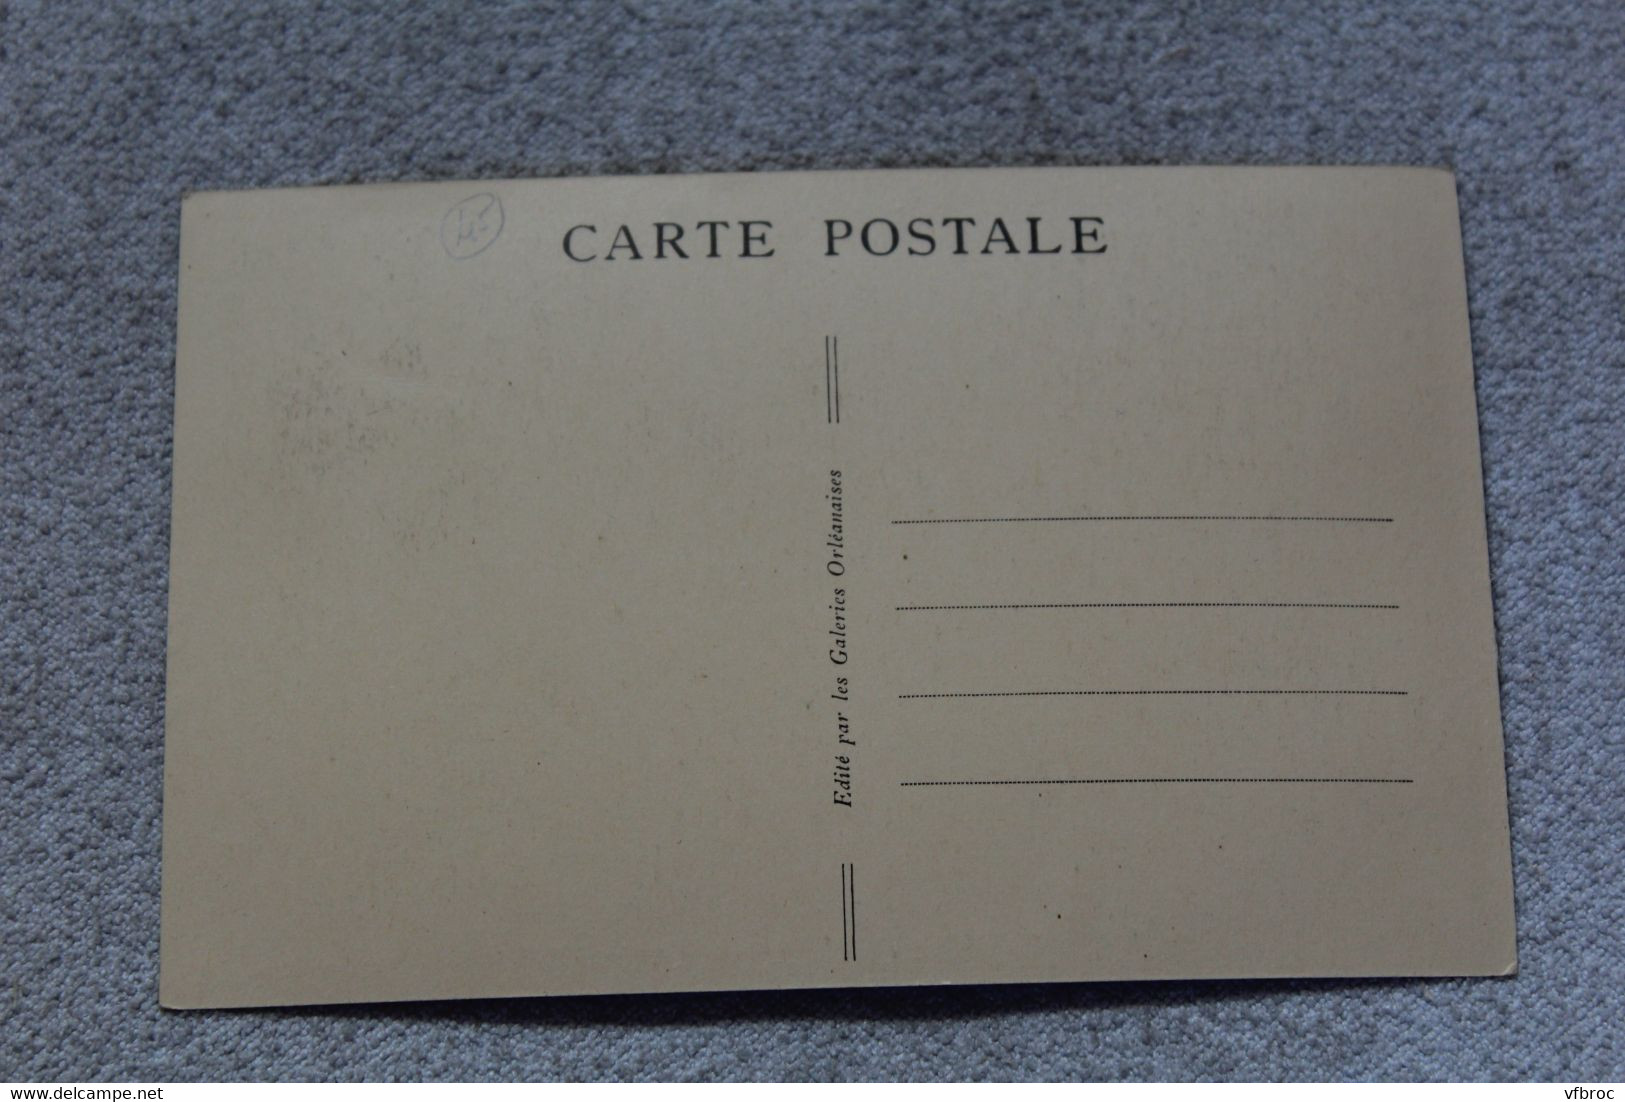 45
CARTE POSTALE
Edité par les Galeries Orléanaises
www.delcampe.net
vfbroc